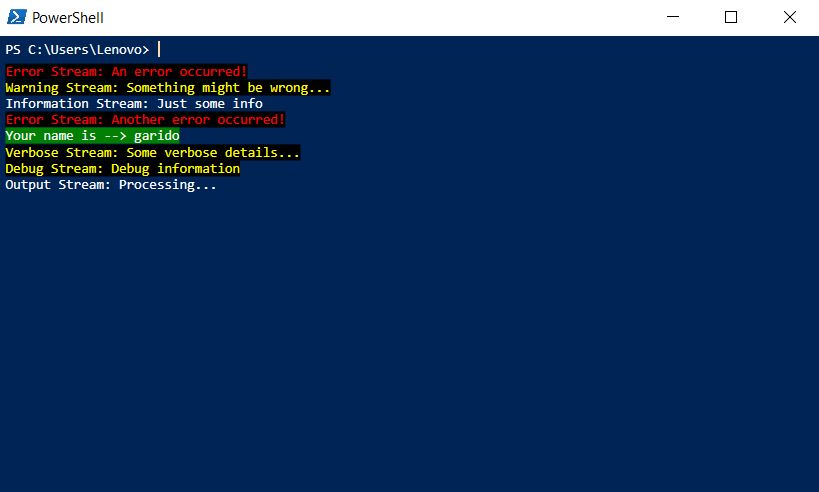 PowerShell
PS C:\Users\Lenovo>
Error Stream: An error occurred!
Warning Stream: Something might be wrong...
Information Stream: Just some info
Error Stream: Another error occurred!
Your name is --> garido
Verbose Stream: Some verbose details...
Debug Stream: Debug information
Output Stream: Processing...